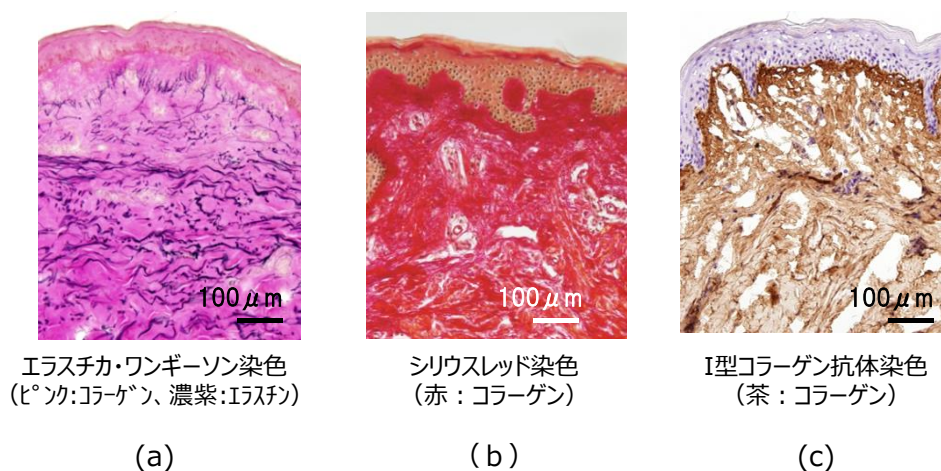 100μm
100μm
100μm
エラスチカ・ワンギーソン染色
(ﾋﾟﾝｸ:ｺﾗｰｹﾞﾝ、濃紫:ｴﾗｽﾁﾝ)
シリウスレッド染色
(赤：コラーゲン)
I型コラーゲン抗体染色
(茶：コラーゲン)
(a)
(b)
(c)